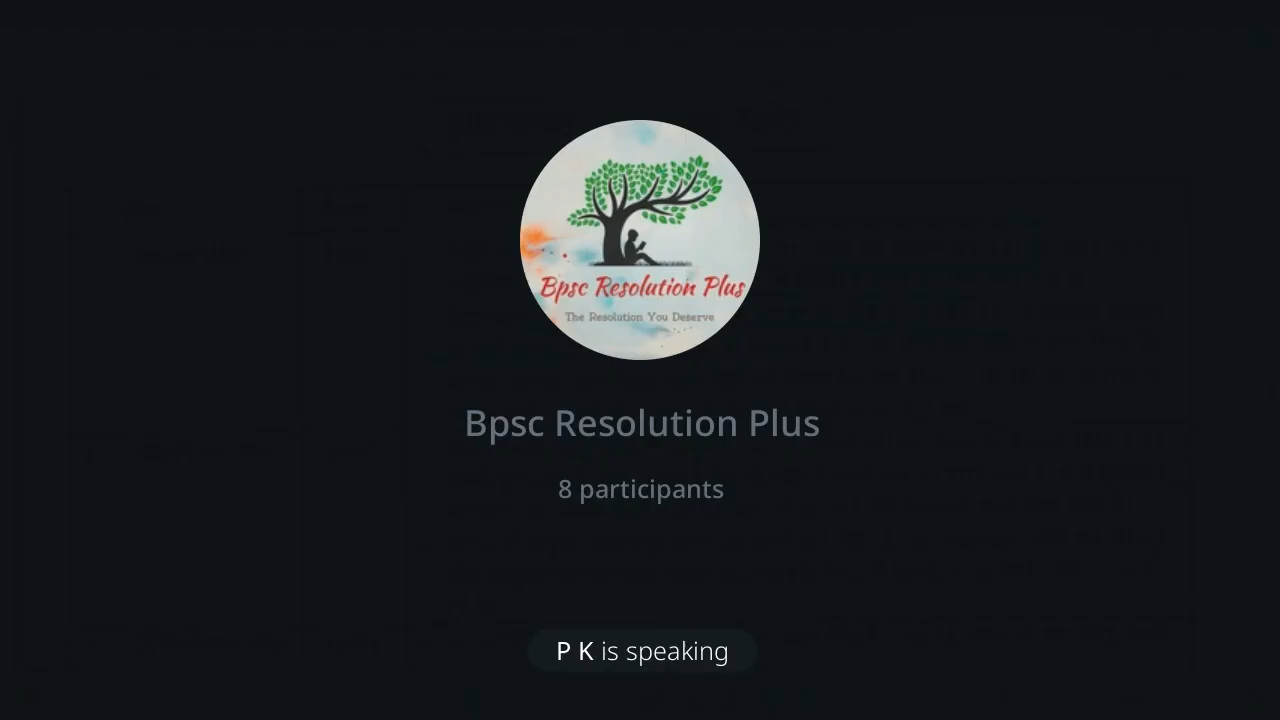 Bpsc Resolution Plus
The Resolution You Deserve
Bpsc Resolution Plus
8 participants
P K is speaking